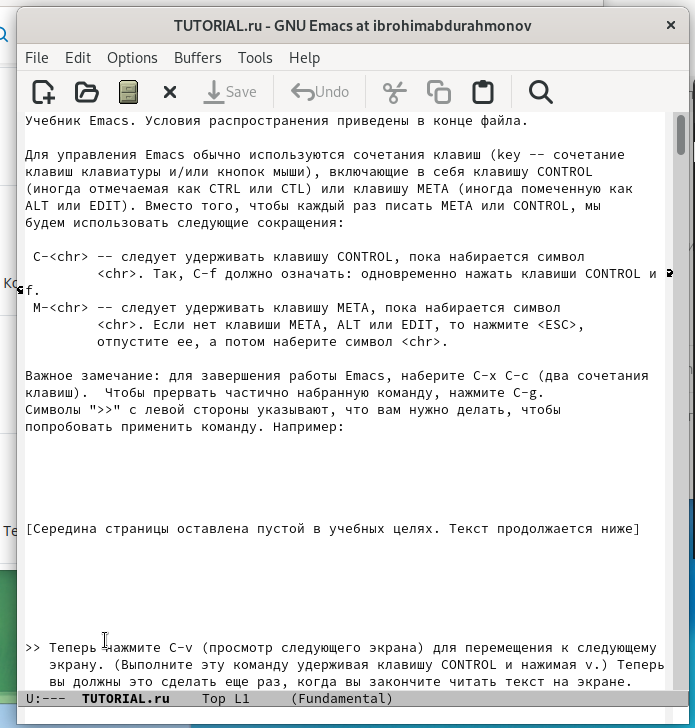 TUTORIAL.ru - GNU Emacs at ibrohimabdurahmonov
File Edit Options Buffers Tools Help
Save Undo
Учебник Emacs. Условия распространения приведены в конце файла.
Для управления Emacs обычно используются сочетания клавиш (key -- сочетание
клавиш клавиатуры и/или кнопок мыши), включающие в себя клавишу CONTROL
(иногда отмечаемая как CTRL или CTL) или клавишу META (иногда помеченную как
ALT или EDIT). Вместо того, чтобы каждый раз писать META или CONTROL, мы
будем использовать следующие сокращения:
C-<chr> -- следует удерживать клавишу CONTROL, пока набирается символ
<chr>. Так, C-f должно означать: одновременно нажать клавиши CONTROL и
f.
M-<chr> -- следует удерживать клавишу META, пока набирается символ
<chr>. Если нет клавиши META, ALT или EDIT, то нажмите <ESC>,
отпустите ее, а потом наберите символ <chr>.
Важное замечание: для завершения работы Emacs, наберите C-x C-c (два сочетания
клавиш). Чтобы прервать частично набранную команду, нажмите C-g.
Символы ">>" с левой стороны указывают, что вам нужно делать, чтобы
попробовать применить команду. Например:
[Середина страницы оставлена пустой в учебных целях. Текст продолжается ниже]
>> Теперь нажмите C-v (просмотр следующего экрана) для перемещения к следующему
экрану. (Выполните эту команду удерживая клавишу CONTROL и нажимая v.) Теперь
вы должны это сделать еще раз, когда вы закончите читать текст на экране.
U:--- TUTORIAL.ru Top L1 (Fundamental)